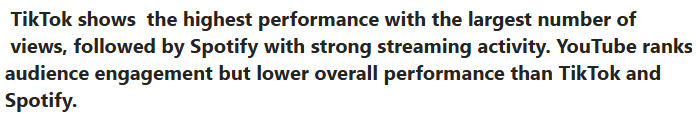 TikTok shows  the highest performance with the largest number of
views, followed by Spotify with strong streaming activity. YouTube ranks
audience engagement but lower overall performance than TikTok and
Spotify.